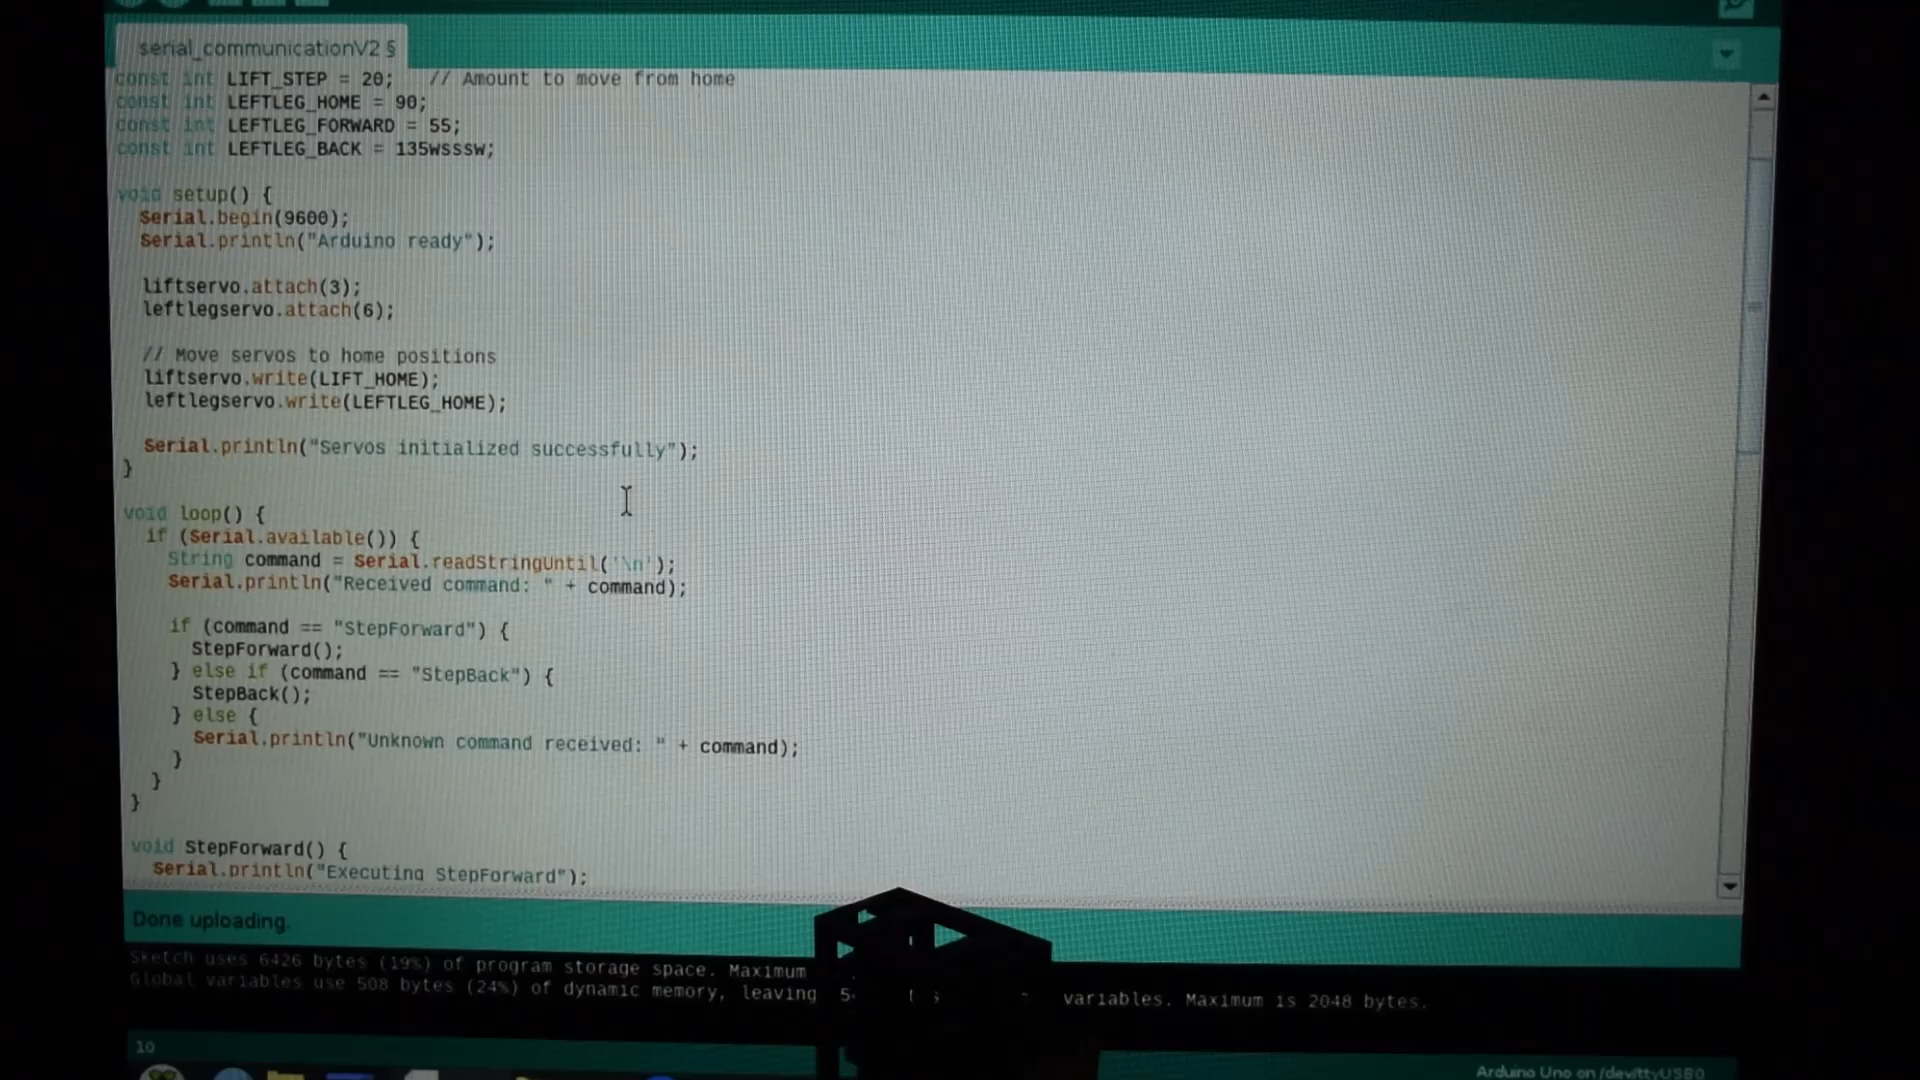 serial_communicationV2 §
const int LIFT_STEP = 20;   // Amount to move from home
const int LEFTLEG_HOME = 90;
const int LEFTLEG_FORWARD = 55;
const int LEFTLEG_BACK = 135wsssw;
void setup() {
Serial.begin(9600);
Serial.println("Arduino ready");
liftservo.attach(3);
leftlegservo.attach(6);
// Move servos to home positions
liftservo.write(LIFT_HOME);
leftlegservo.write(LEFTLEG_HOME);
Serial.println("Servos initialized successfully");
}
void loop() {
if (Serial.available()) {
String command = Serial.readStringUntil('\n');
Serial.println("Received command: " + command);
if (command == "StepForward") {
StepForward();
} else if (command == "StepBack") {
StepBack();
} else {
Serial.println("Unknown command received: " + command);
}
}
}
void StepForward() {
Serial.println("Executing StepForward");
Done uploading.
Sketch uses 6426 bytes (19%) of program storage space. Maximum
Global variables use 508 bytes (24%) of dynamic memory, leaving variables. Maximum is 2048 bytes.
10
Arduino Uno on /dev/ttyUSB0